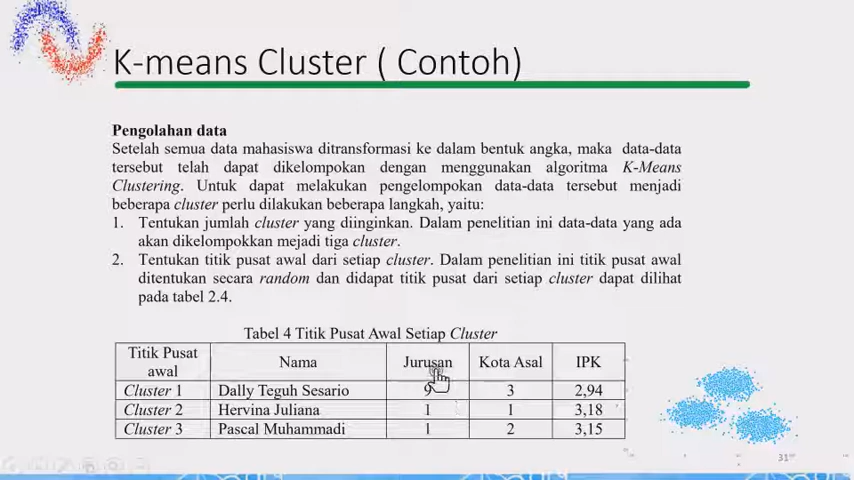 K-means Cluster ( Contoh)
Pengolahan data
Setelah semua data mahasiswa ditransformasi ke dalam bentuk angka, maka data-data
tersebut telah dapat dikelompokan dengan menggunakan algoritma K-Means
Clustering. Untuk dapat melakukan pengelompokan data-data tersebut menjadi
beberapa cluster perlu dilakukan beberapa langkah, yaitu:
1. Tentukan jumlah cluster yang diinginkan. Dalam penelitian ini data-data yang ada
akan dikelompokkan mejadi tiga cluster.
2. Tentukan titik pusat awal dari setiap cluster. Dalam penelitian ini titik pusat awal
ditentukan secara random dan didapat titik pusat dari setiap cluster dapat dilihat
pada tabel 2.4.
Tabel 4 Titik Pusat Awal Setiap Cluster
Titik Pusat awal Nama Jurusan Kota Asal IPK
Cluster 1 Dally Teguh Sesario 9 3 2,94
Cluster 2 Hervina Juliana 1 1 3,18
Cluster 3 Pascal Muhammadi 1 2 3,15
31